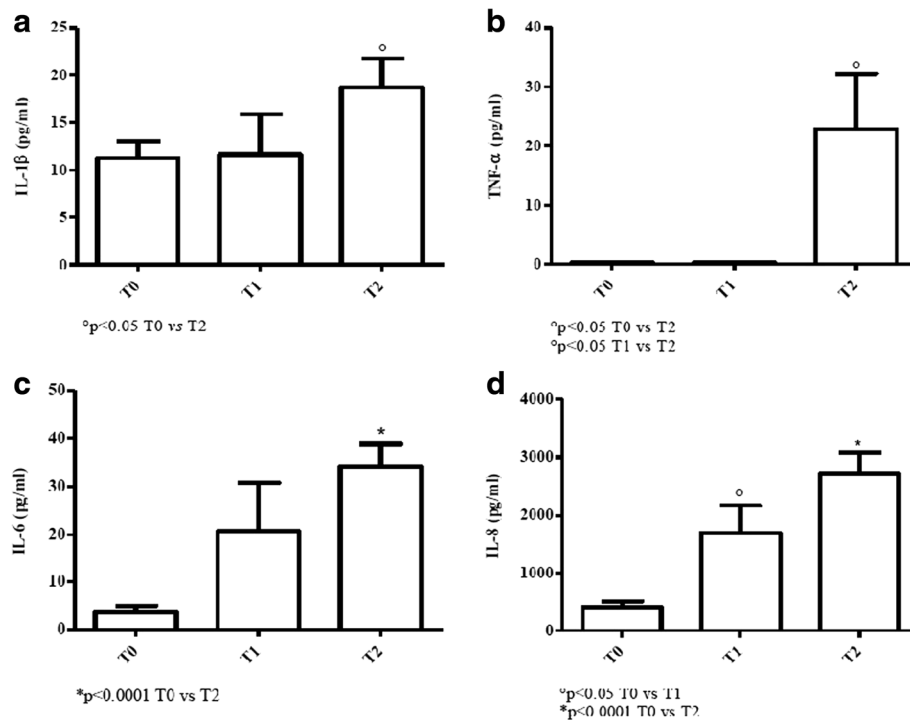 a
25
20
15
10
5
0
IL-1β (pg/ml)
°
T0
T1
T2
°p<0.05 T0 vs T2
b
40
30
20
10
0
TNF-α (pg/ml)
°
T0
T1
T2
°p<0.05 T0 vs T2
°p<0.05 T1 vs T2
c
50
40
30
20
10
0
IL-6 (pg/ml)
*
T0
T1
T2
*p<0.0001 T0 vs T2
d
4000
3000
2000
1000
0
IL-8 (pg/ml)
°
*
T0
T1
T2
°p<0.05 T0 vs T1
*p<0.0001 T0 vs T2